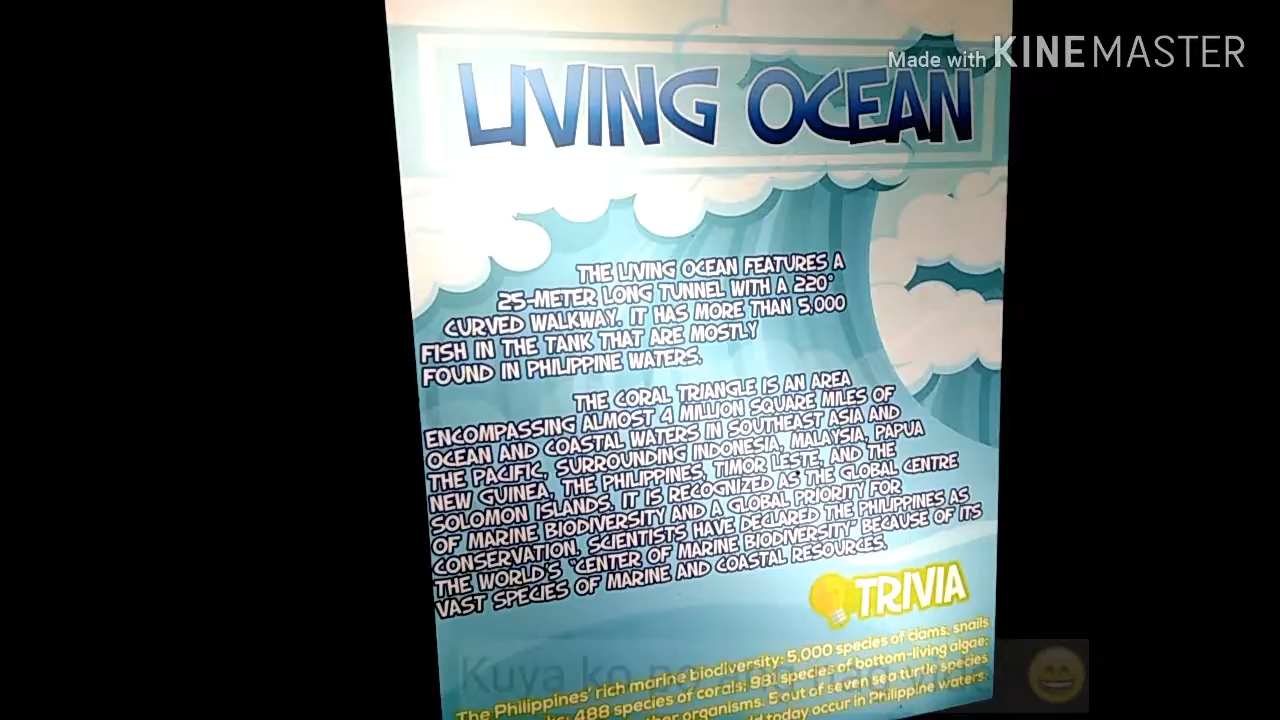 Made with KINEMASTER
LIVING OCEAN
THE LIVING OCEAN FEATURES A
25-METER LONG TUNNEL WITH A 220°
CURVED WALKWAY. IT HAS MORE THAN 5,000
FISH IN THE TANK THAT ARE MOSTLY
FOUND IN PHILIPPINE WATERS.
THE CORAL TRIANGLE IS AN AREA
ENCOMPASSING ALMOST 4 MILLION SQUARE MILES OF
OCEAN AND COASTAL WATERS IN SOUTHEAST ASIA AND
THE PACIFIC, SURROUNDING INDONESIA, MALAYSIA, PAPUA
NEW GUINEA, THE PHILIPPINES, TIMOR LESTE, AND THE
SOLOMON ISLANDS. IT IS RECOGNIZED AS THE GLOBAL CENTRE
OF MARINE BIODIVERSITY AND A GLOBAL PRIORITY FOR
CONSERVATION. SCIENTISTS HAVE DECLARED THE PHILIPPINES AS
THE WORLD'S "CENTER OF MARINE BIODIVERSITY" BECAUSE OF ITS
VAST SPECIES OF MARINE AND COASTAL RESOURCES.
TRIVIA
The Philippines' rich marine biodiversity: 5,000 species of clams, snails
488 species of corals; 981 species of bottom-living algae;
other organisms. 5 out of seven sea turtle species
today occur in Philippine waters.
Kuya ko po ang nag